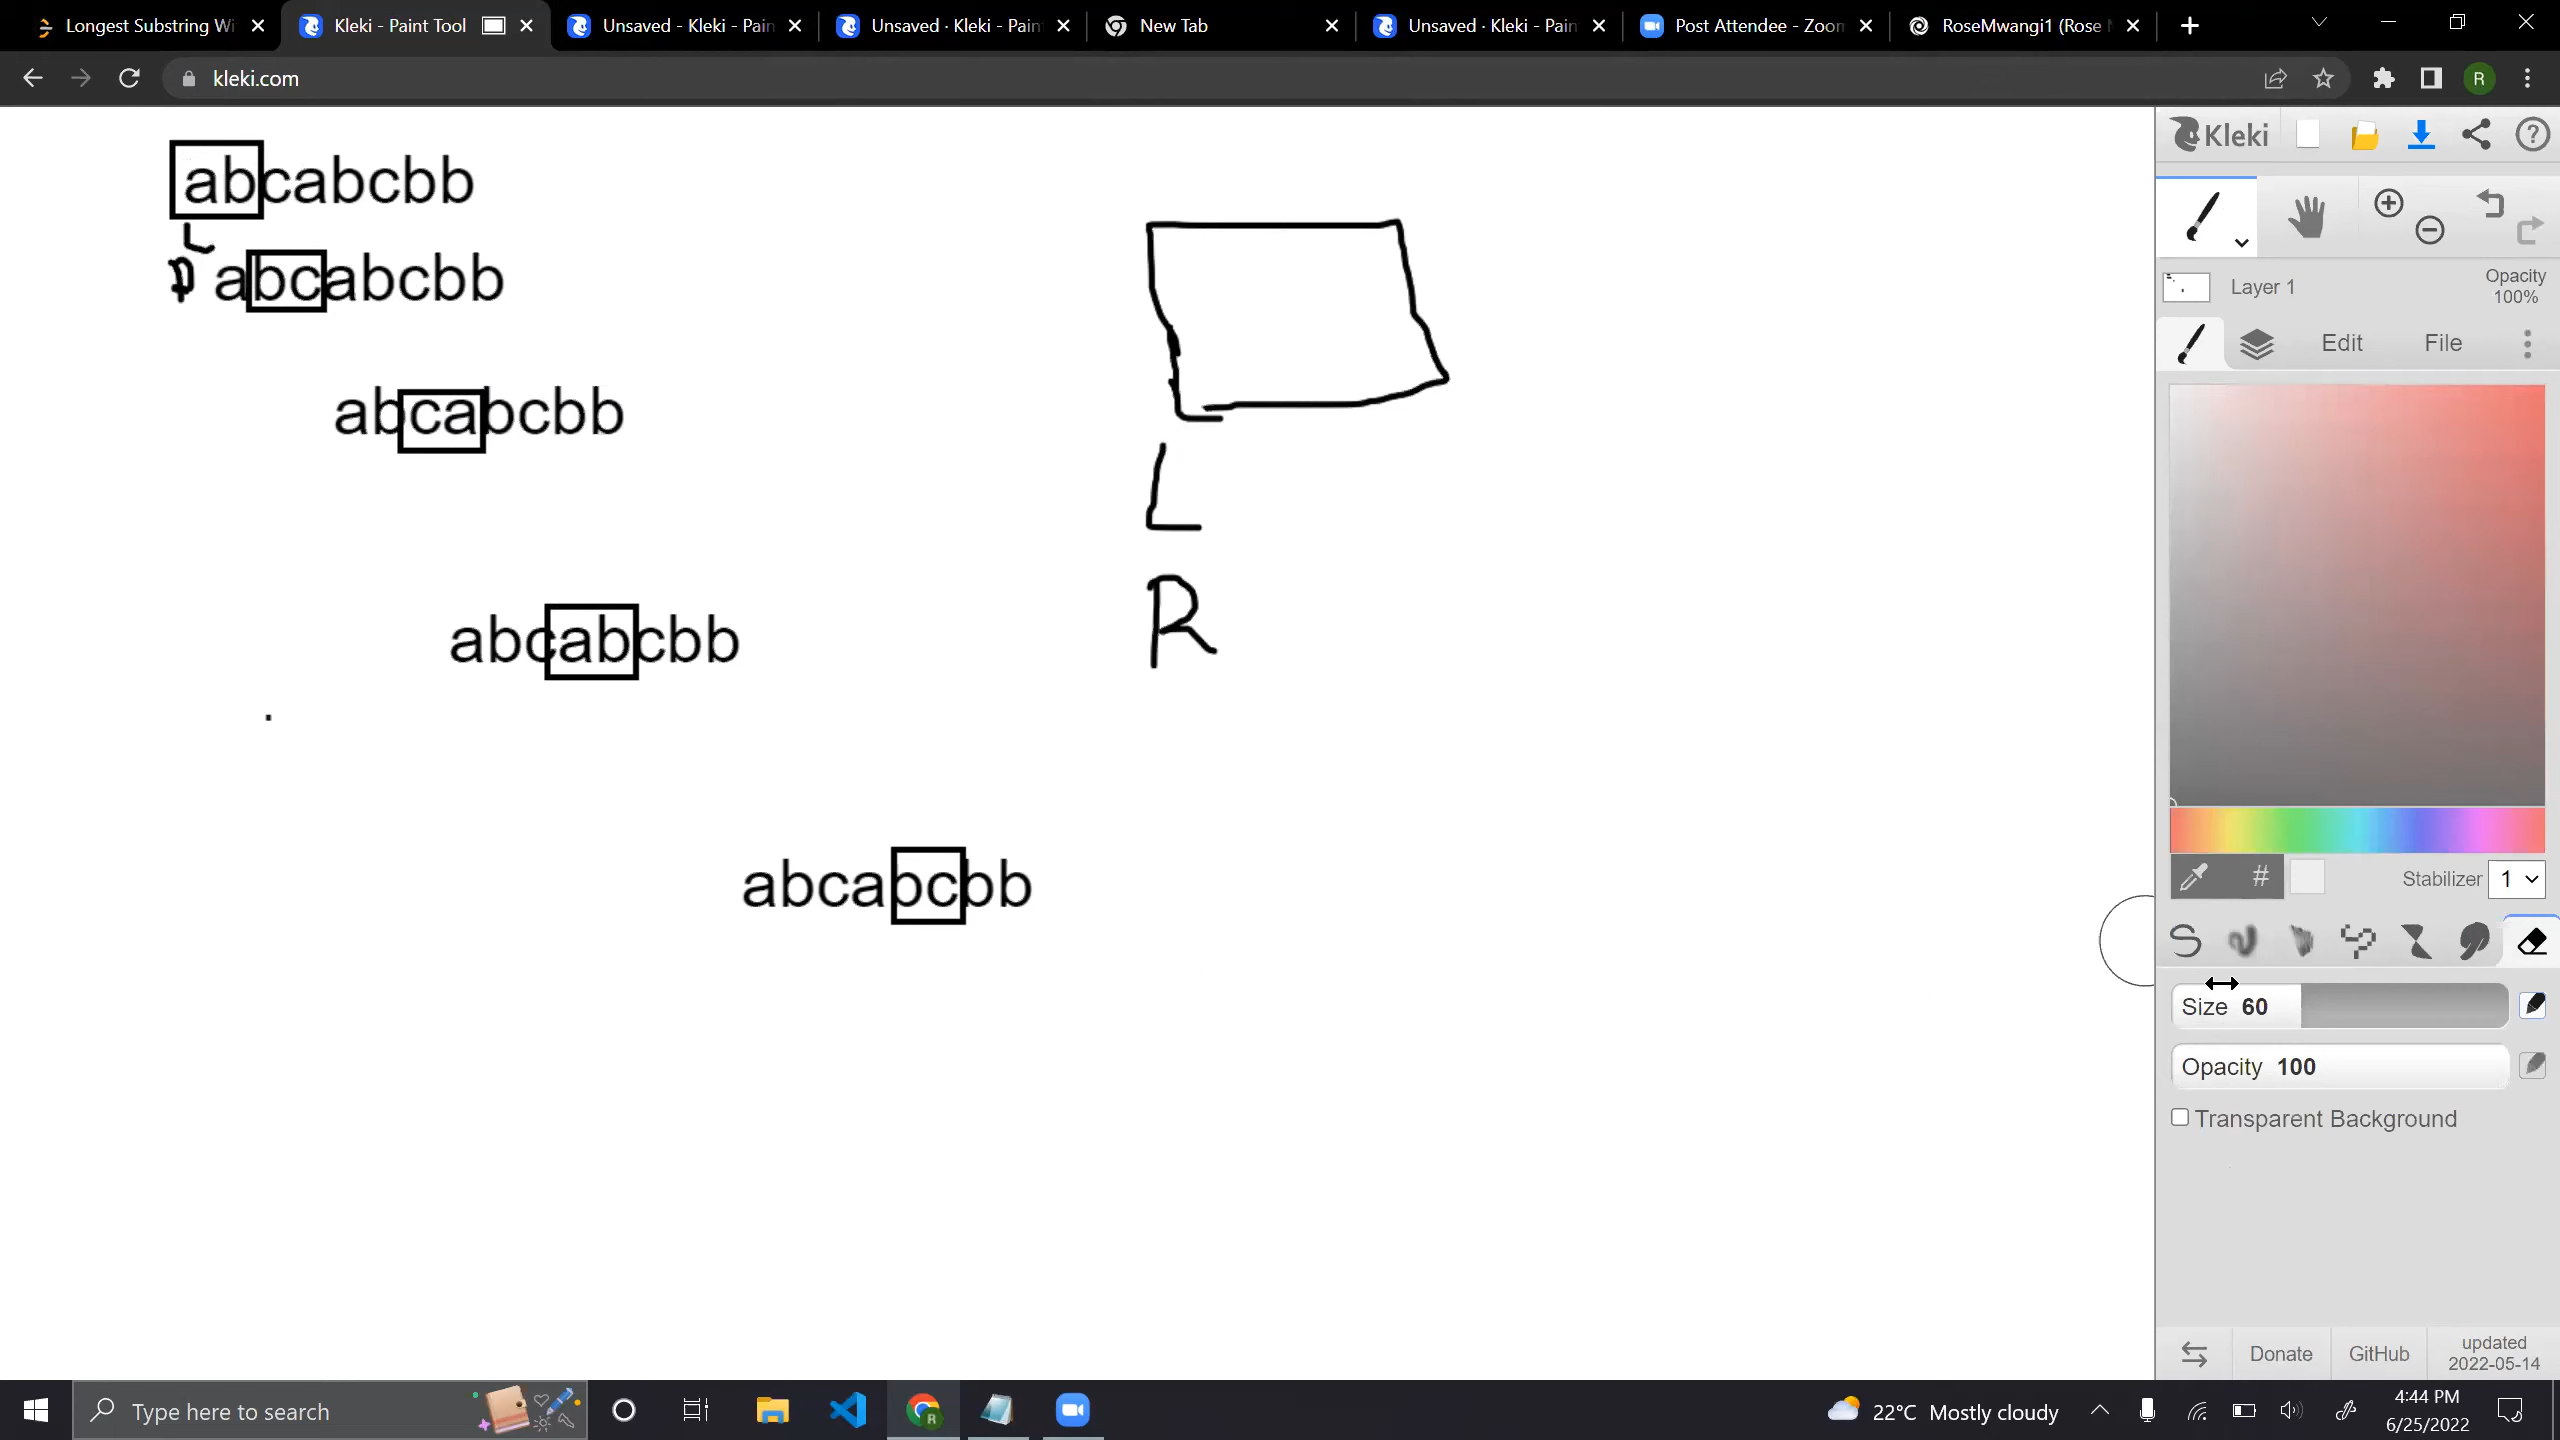 Longest Substring Wi
Kleki - Paint Tool
Unsaved - Kleki - Pain
Unsaved · Kleki - Pain
New Tab
Unsaved · Kleki - Pain
Post Attendee - Zoom
RoseMwangi1 (Rose
kleki.com
R
Kleki
abcabcbb
L
abcabcbb
abcabcbb
L
R
abcabcbb
abcabcbb
Layer 1
Opacity
100%
Edit
File
#
Stabilizer 1
Size 60
Opacity 100
Transparent Background
Donate
GitHub
updated
2022-05-14
Type here to search
R
22°C Mostly cloudy
4:44 PM
6/25/2022